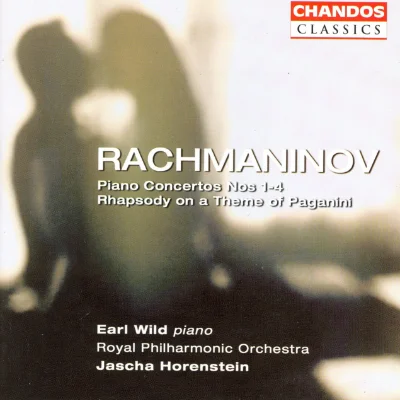 CHANDOS
CLASSICS
RACHMANINOV
Piano Concertos Nos 1-4
Rhapsody on a Theme of Paganini
Earl Wild piano
Royal Philharmonic Orchestra
Jascha Horenstein